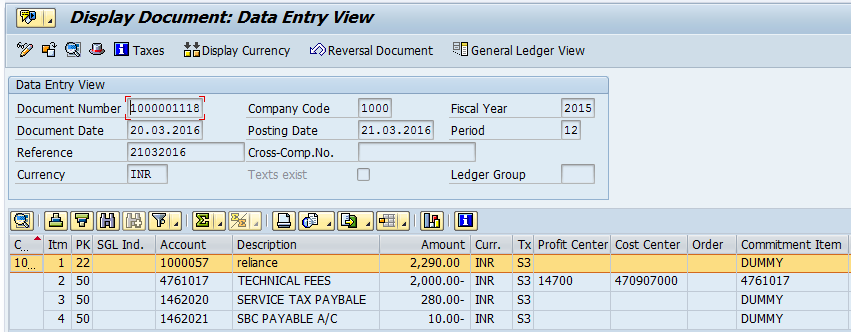 Display Document: Data Entry View
Taxes Display Currency Reversal Document General Ledger View
Data Entry View
Document Number 1000001118 Company Code 1000 Fiscal Year 2015
Document Date 20.03.2016 Posting Date 21.03.2016 Period 12
Reference 21032016 Cross-Comp.No.
Currency INR Texts exist Ledger Group
C.. Itm PK SGL Ind. Account Description Amount Curr. Tx Profit Center Cost Center Order Commitment Item
10... 1 22 1000057 reliance 2,290.00 INR S3 DUMMY
2 50 4761017 TECHNICAL FEES 2,000.00- INR S3 14700 470907000 4761017
3 50 1462020 SERVICE TAX PAYBALE 280.00- INR S3 DUMMY
4 50 1462021 SBC PAYABLE A/C 10.00- INR S3 DUMMY